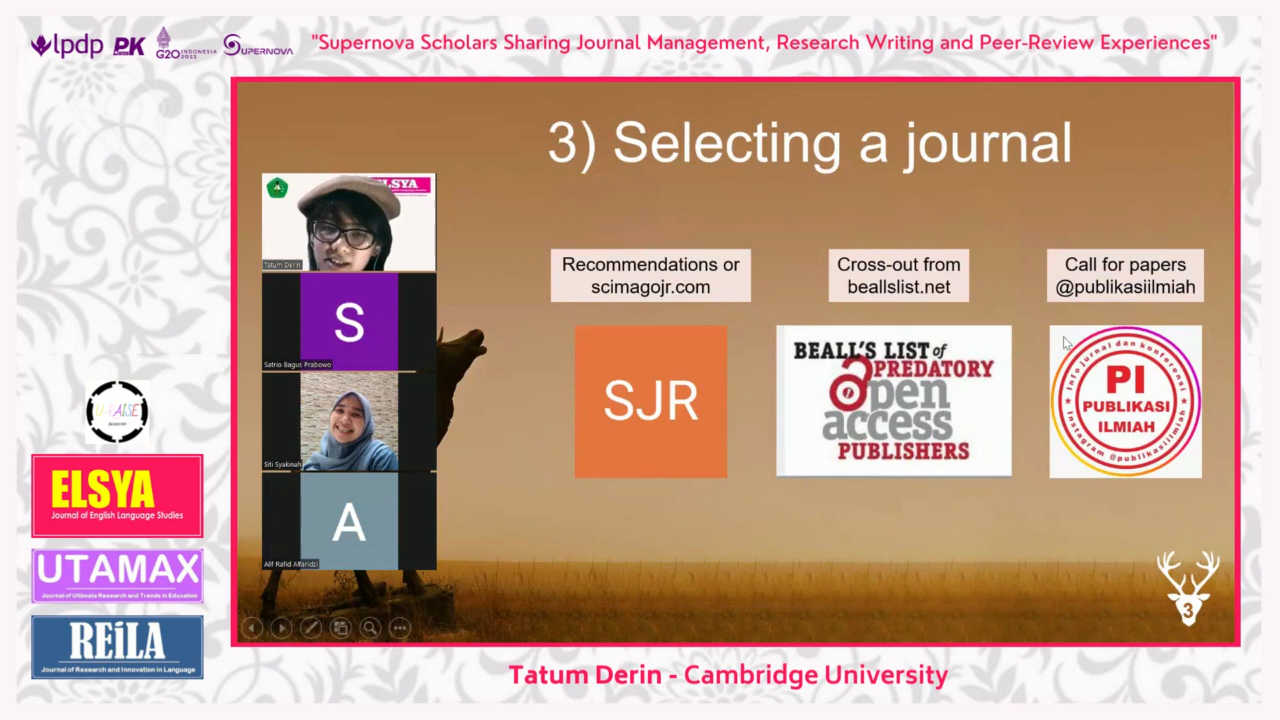 lpdp
PK
G20 INDONESIA
2022
SUPERNOVA
"Supernova Scholars Sharing Journal Management, Research Writing and Peer-Review Experiences"
3) Selecting a journal
ELSYA
Tatum Derin
S
Satrio Bagus Prabowo
Siti Syakinah
A
Alif Rafid Alfaridzi
Recommendations or
scimagojr.com
SJR
Cross-out from
beallslist.net
BEALL'S LIST of
PREDATORY
Open
access
PUBLISHERS
Call for papers
@publikasiilmiah
Info jurnal dan konferensi
PI
PUBLIKASI
ILMIAH
Instagram @publikasiilmiah
3
U-RAISE
ELSYA
Journal of English Language Studies
UTAMAX
Journal of Ultimate Research and Trends in Education
REiLA
Journal of Research and Innovation in Language
Tatum Derin - Cambridge University